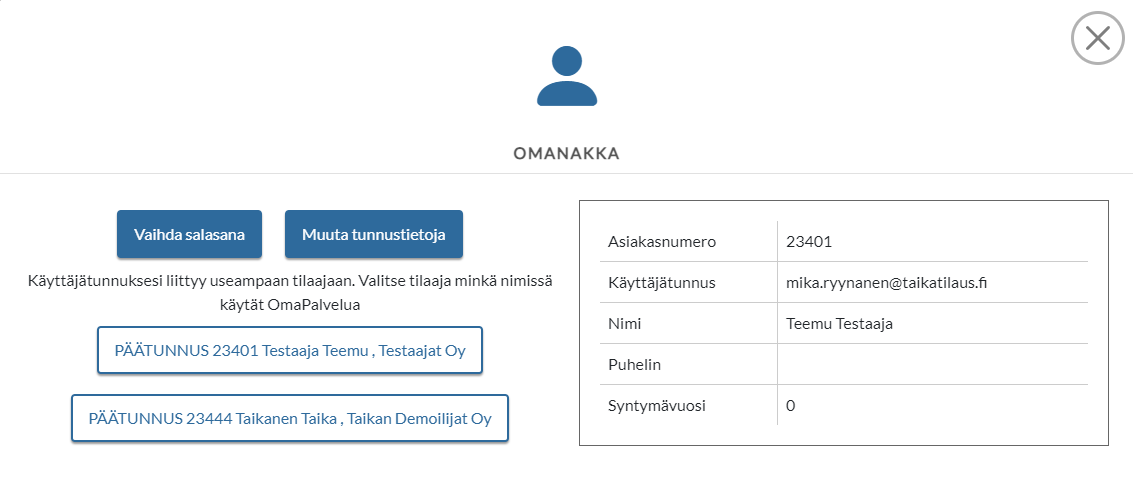 OMANAKKA
Vaihda salasana
Muuta tunnustietoja
Käyttäjätunnuksesi liittyy useampaan tilaajaan. Valitse tilaaja minkä nimissä
käytät OmaPalvelua
PÄÄTUNNUS 23401 Testaaja Teemu , Testaajat Oy
PÄÄTUNNUS 23444 Taikanen Taika , Taikan Demoilijat Oy
Asiakasnumero 23401
Käyttäjätunnus mika.ryynanen@taikatilaus.fi
Nimi Teemu Testaaja
Puhelin
Syntymävuosi 0